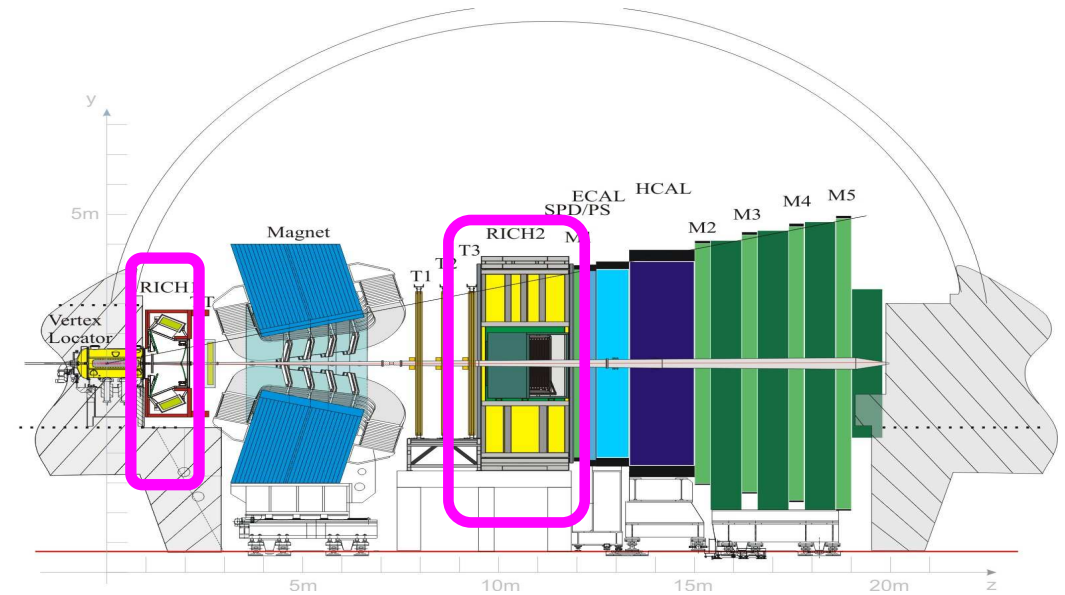 y
5m
ECAL
HCAL
SPD/PS
M5
M4
M3
M2
RICH2
Magnet
T3
T2
T1
RICH1
TT
Vertex
Locator
5m
10m
15m
20m
z